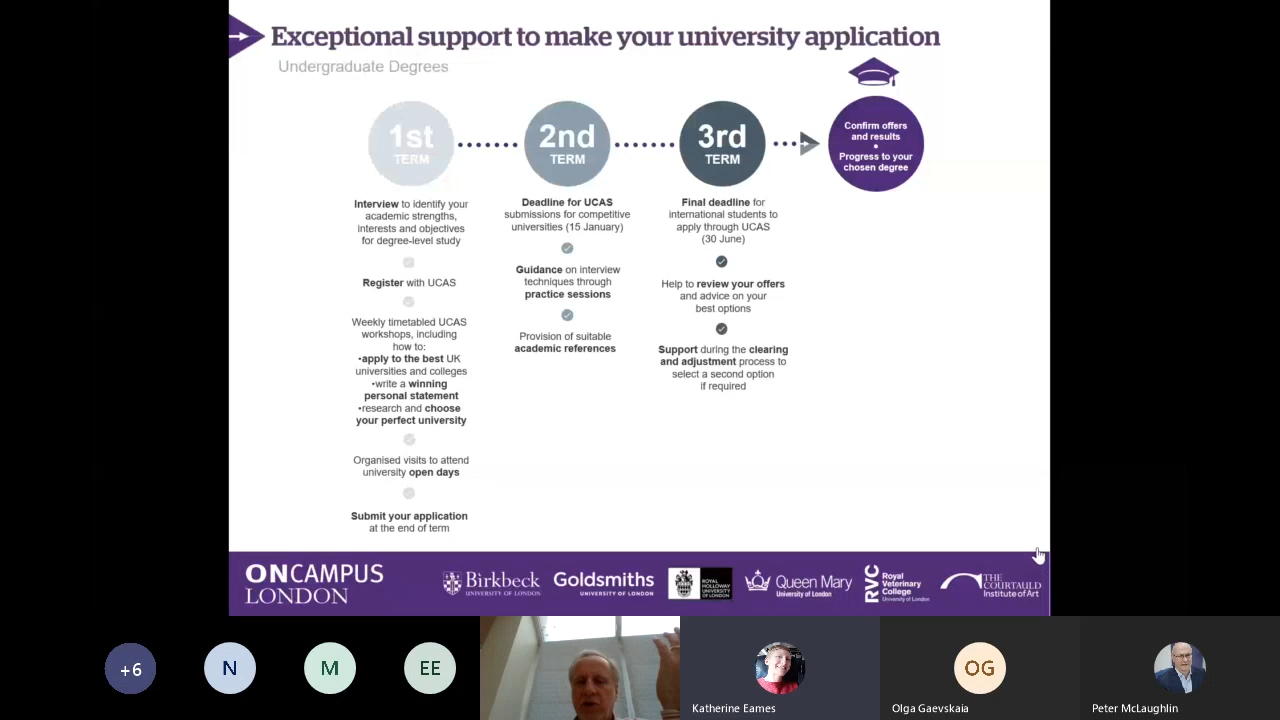 Exceptional support to make your university application
Undergraduate Degrees
1st
TERM
2nd
TERM
3rd
TERM
Confirm offers
and results
•
Progress to your
chosen degree
Interview to identify your
academic strengths,
interests and objectives
for degree-level study
Register with UCAS
Weekly timetabled UCAS
workshops, including
how to:
•apply to the best UK
universities and colleges
•write a winning
personal statement
•research and choose
your perfect university
Organised visits to attend
university open days
Submit your application
at the end of term
Deadline for UCAS
submissions for competitive
universities (15 January)
Guidance on interview
techniques through
practice sessions
Provision of suitable
academic references
Final deadline for
international students to
apply through UCAS
(30 June)
Help to review your offers
and advice on your
best options
Support during the clearing
and adjustment process to
select a second option
if required
ONCAMPUS
LONDON
Birkbeck
UNIVERSITY OF LONDON
Goldsmiths
UNIVERSITY OF LONDON
ROYAL
HOLLOWAY
UNIVERSITY
OF LONDON
Queen Mary
University of London
RVC
Royal
Veterinary
College
University of London
THE
COURTAULD
Institute of Art
+6
N
M
EE
OG
Katherine Eames
Olga Gaevskaia
Peter McLaughlin